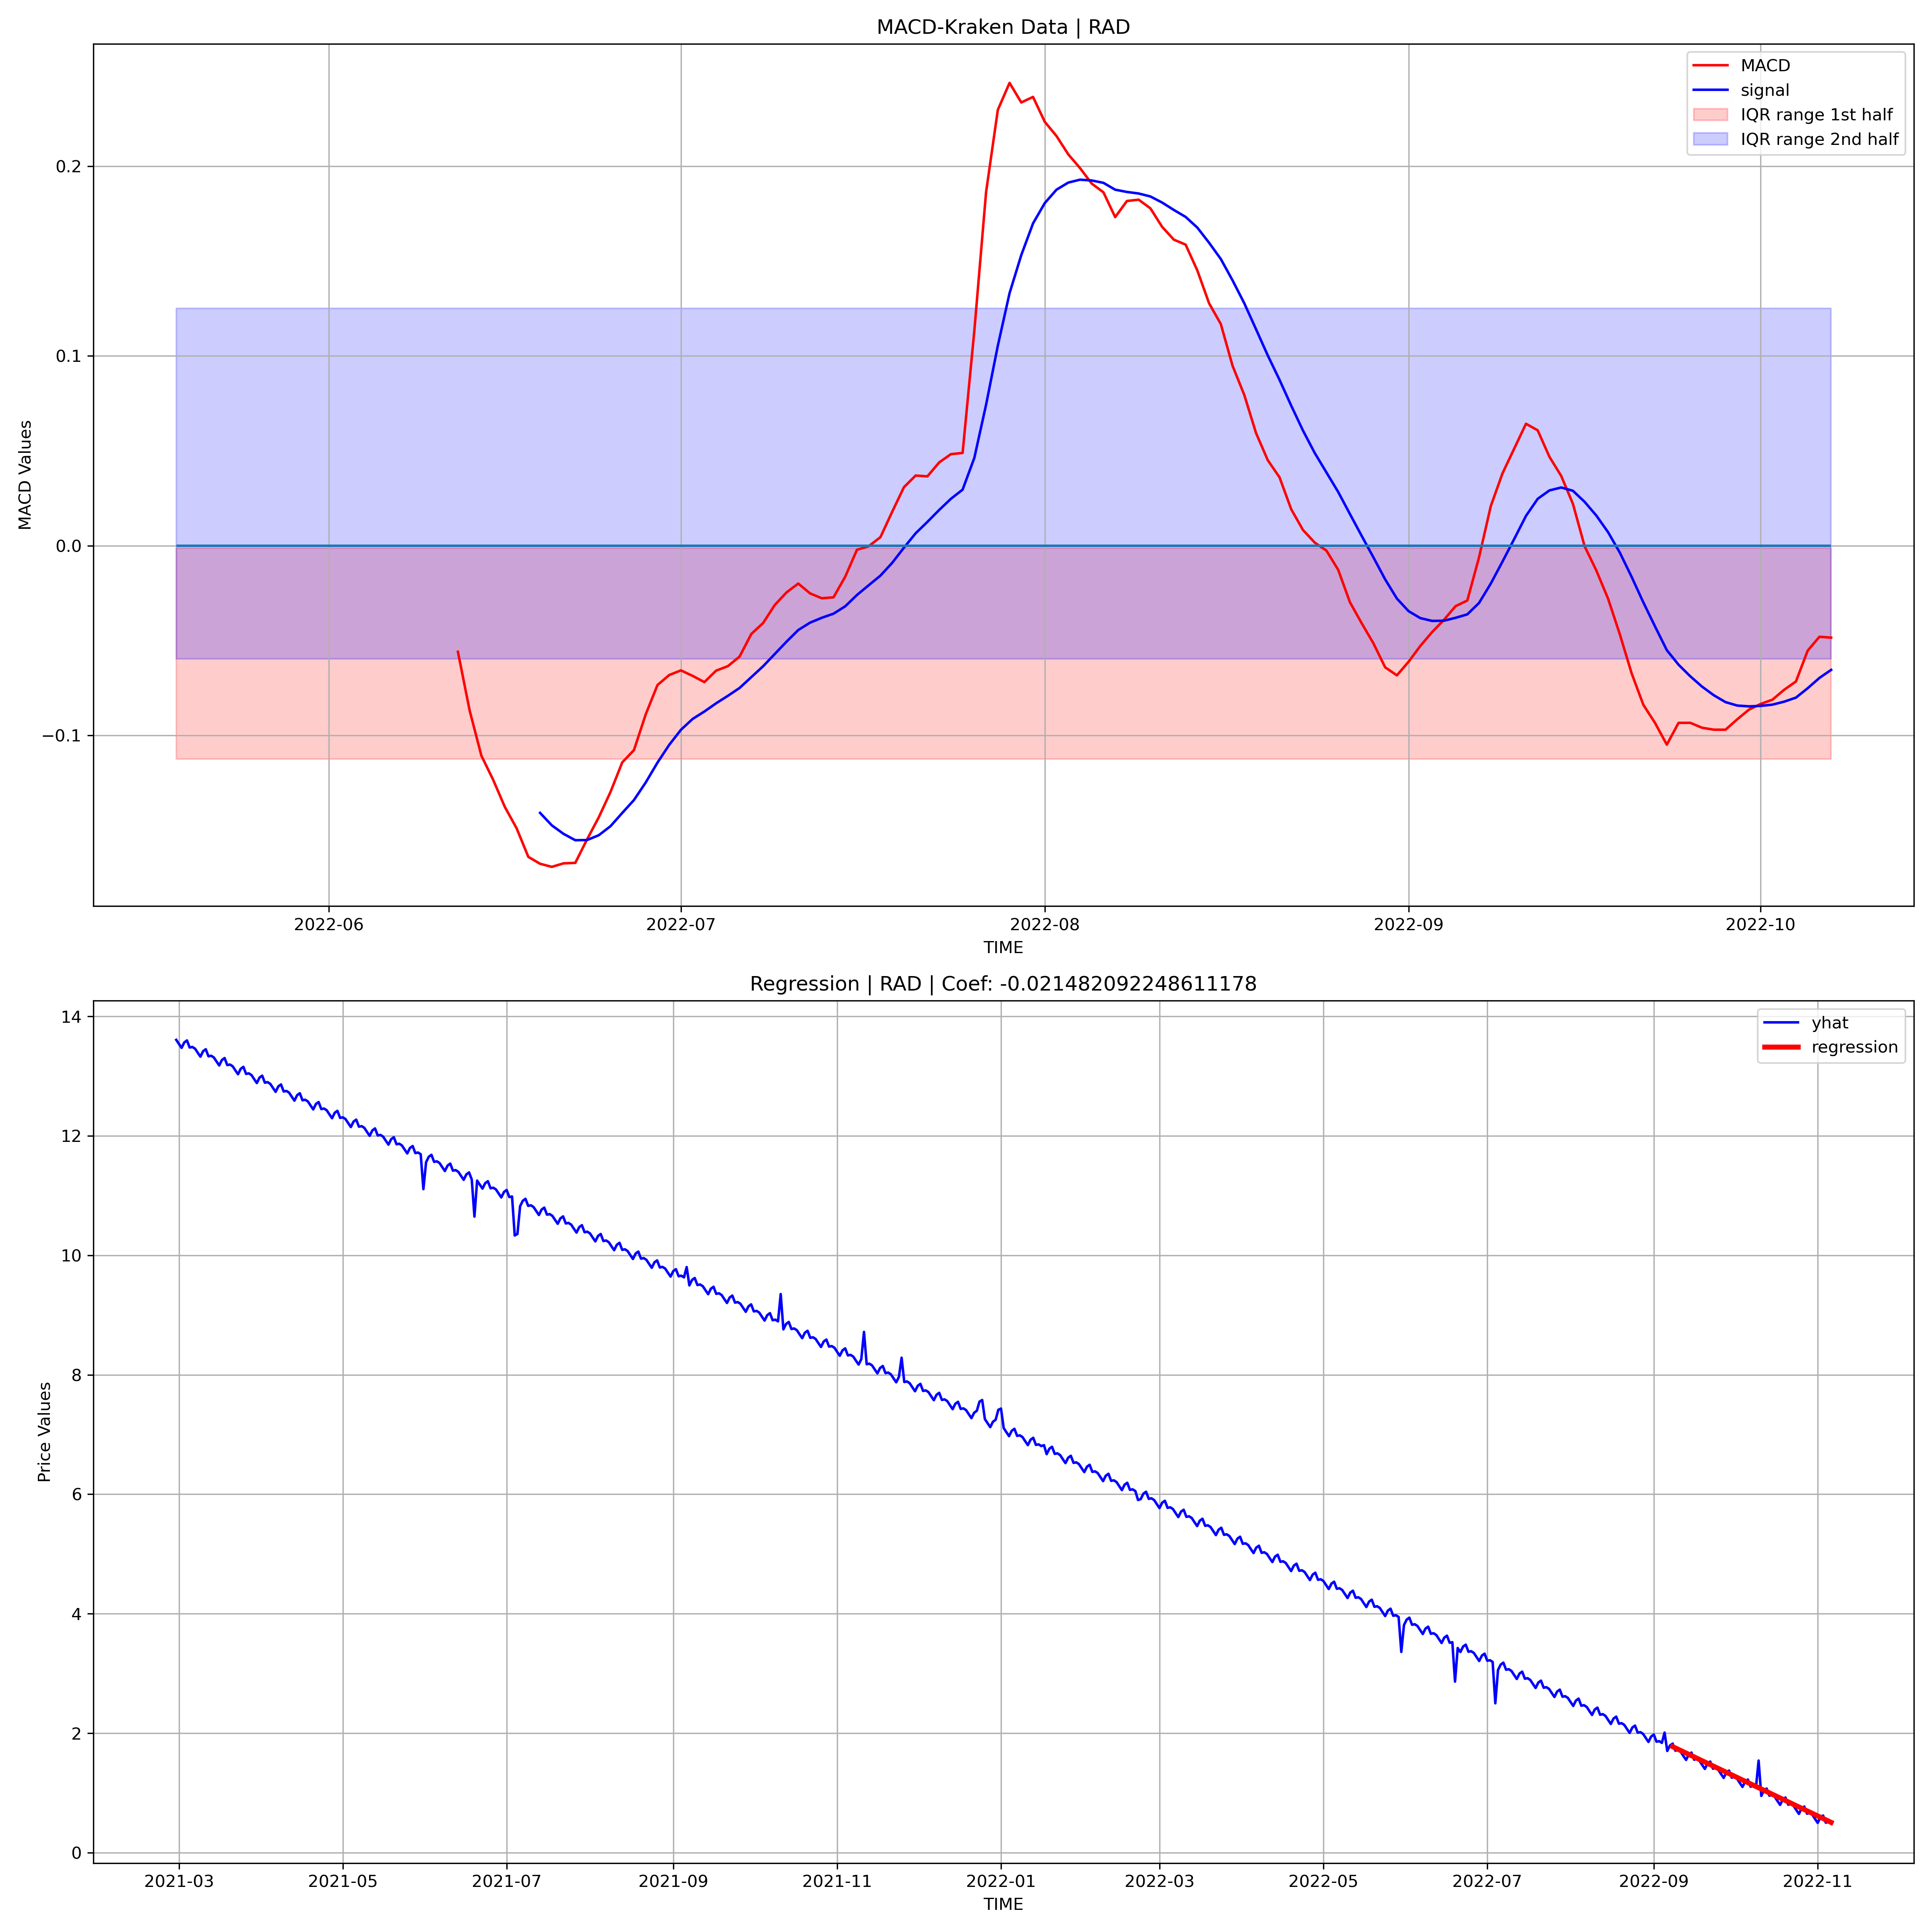 MACD-Kraken Data | RAD
MACD
signal
IQR range 1st half
IQR range 2nd half
MACD Values
0.2
0.1
0.0
−0.1
2022-06 2022-07 2022-08 2022-09 2022-10
TIME
Regression | RAD | Coef: -0.021482092248611178
yhat
regression
Price Values
14
12
10
8
6
4
2
0
2021-03 2021-05 2021-07 2021-09 2021-11 2022-01 2022-03 2022-05 2022-07 2022-09 2022-11
TIME